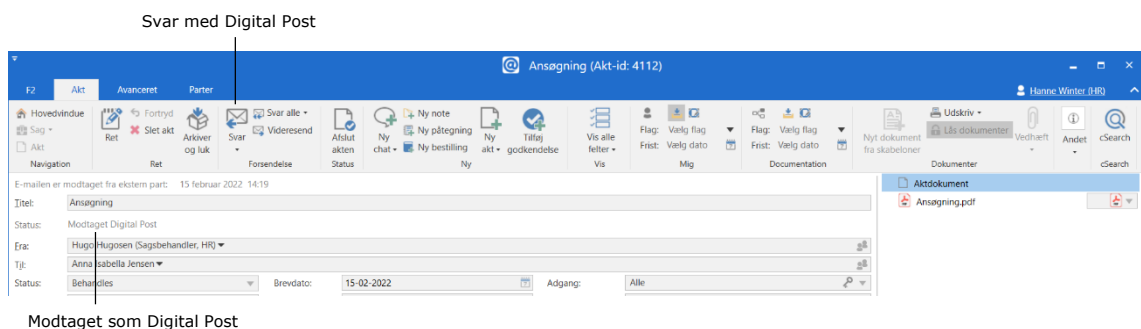 Svar med Digital Post
Ansøgning (Akt-id: 4112)
F2 Akt Avanceret Parter Hanne Winter (HR)
Hovedvindue Fortryd Svar alle Ny note Udskriv
Sag Slet akt Videresend Ny påtegning Flag: Vælg flag Flag: Vælg flag Lås dokumenter
Akt Ny bestilling Frist: Vælg dato Frist: Vælg dato
Ret Arkiver og luk Svar Afslut akten Ny chat Ny akt Tilføj godkendelse Vis alle felter Nyt dokument fra skabeloner Vedhæft Andet cSearch
Navigation Ret Forsendelse Status Ny Vis Mig Documentation Dokumenter cSearch
E-mailen er modtaget fra ekstern part: 15 februar 2022 14:19 Aktdokument
Titel: Ansøgning Ansøgning.pdf
Status: Modtaget Digital Post
Fra: Hugo Hugosen (Sagsbehandler, HR)
Til: Anna Isabella Jensen
Status: Behandles Brevdato: 15-02-2022 Adgang: Alle
Modtaget som Digital Post